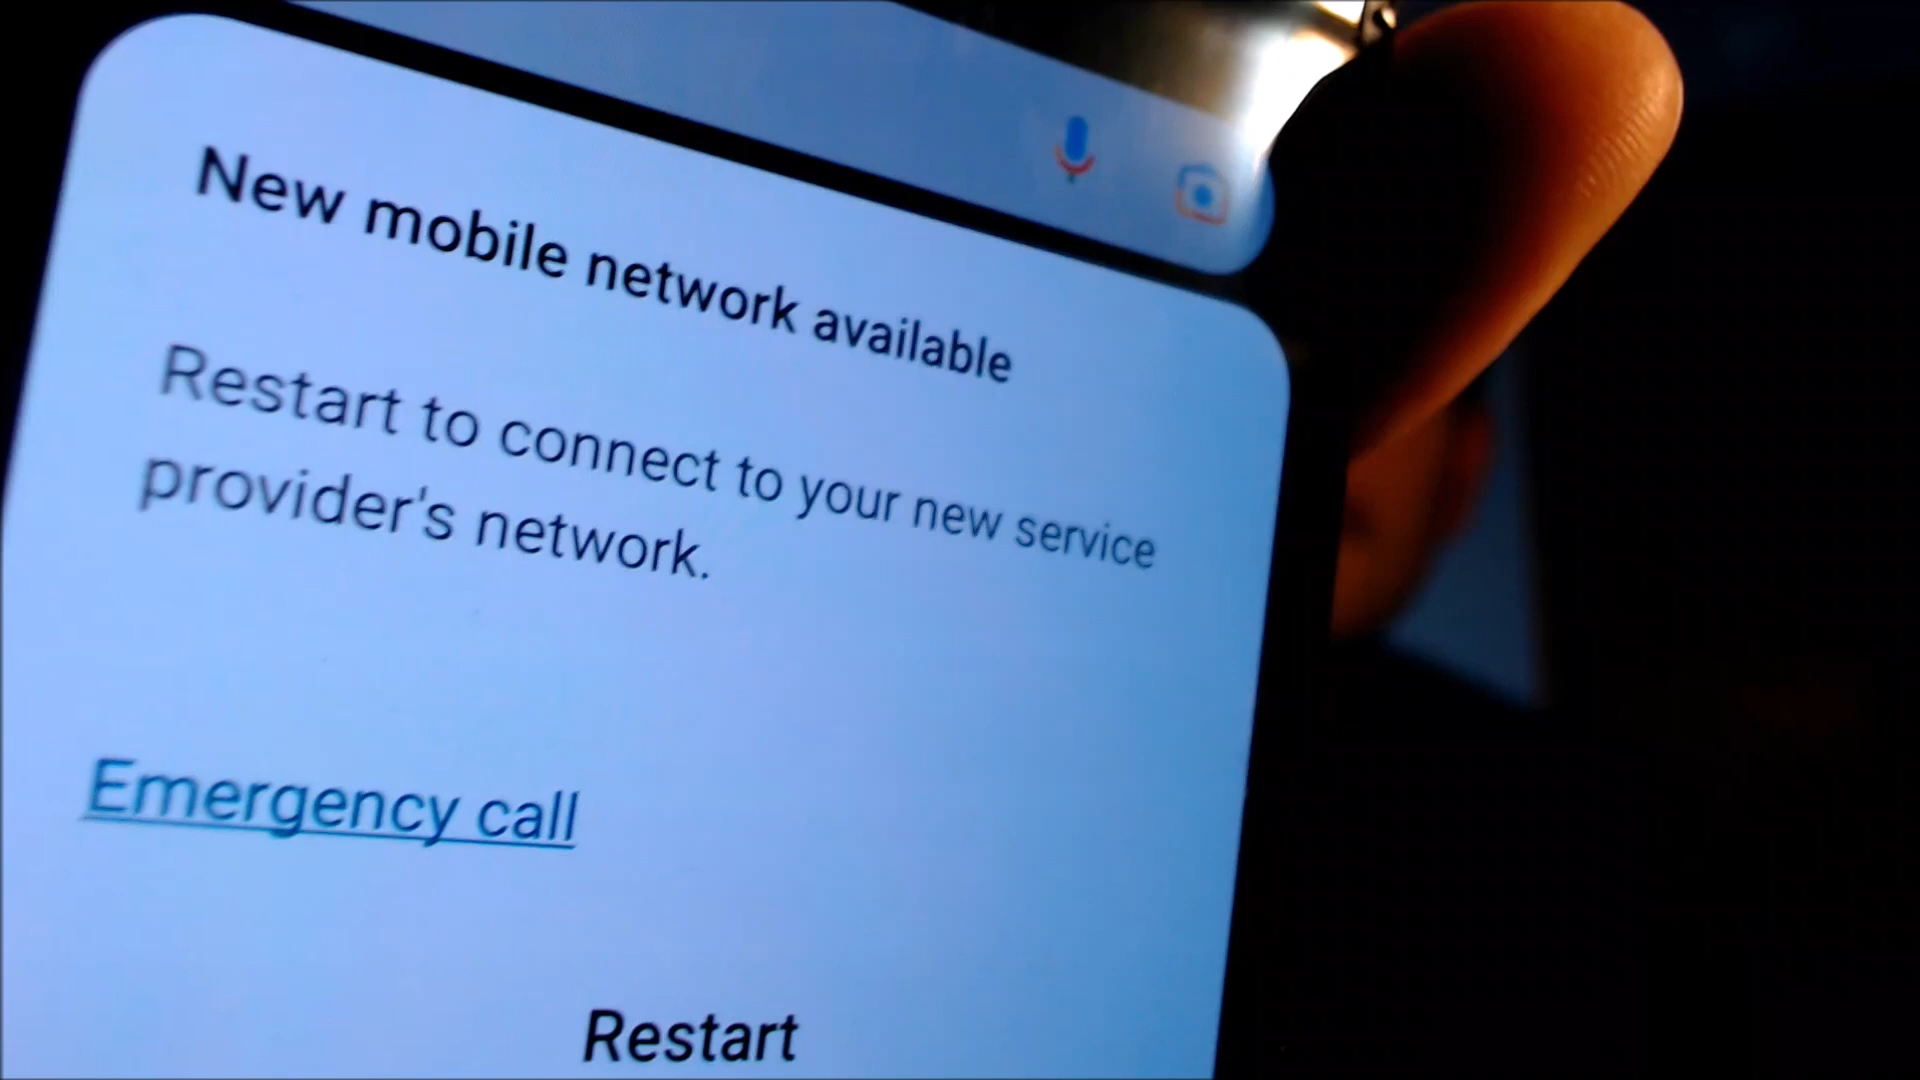 New mobile network available
Restart to connect to your new service
provider's network.
Emergency call
Restart